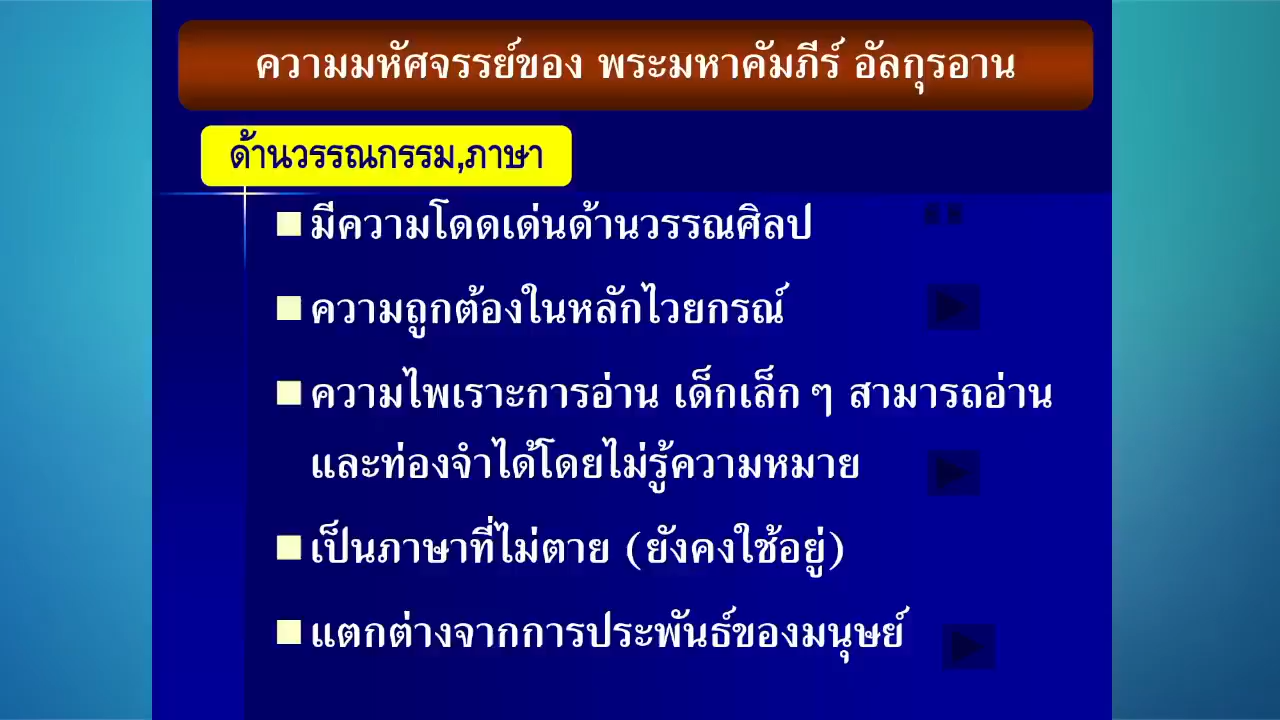 ความมหัศจรรย์ของ พระมหาคัมภีร์ อัลกุรอาน
ด้านวรรณกรรม,ภาษา
มีความโดดเด่นด้านวรรณศิลป
ความถูกต้องในหลักไวยกรณ์
ความไพเราะการอ่าน เด็กเล็ก ๆ สามารถอ่าน
และท่องจำได้โดยไม่รู้ความหมาย
เป็นภาษาที่ไม่ตาย (ยังคงใช้อยู่)
แตกต่างจากการประพันธ์ของมนุษย์